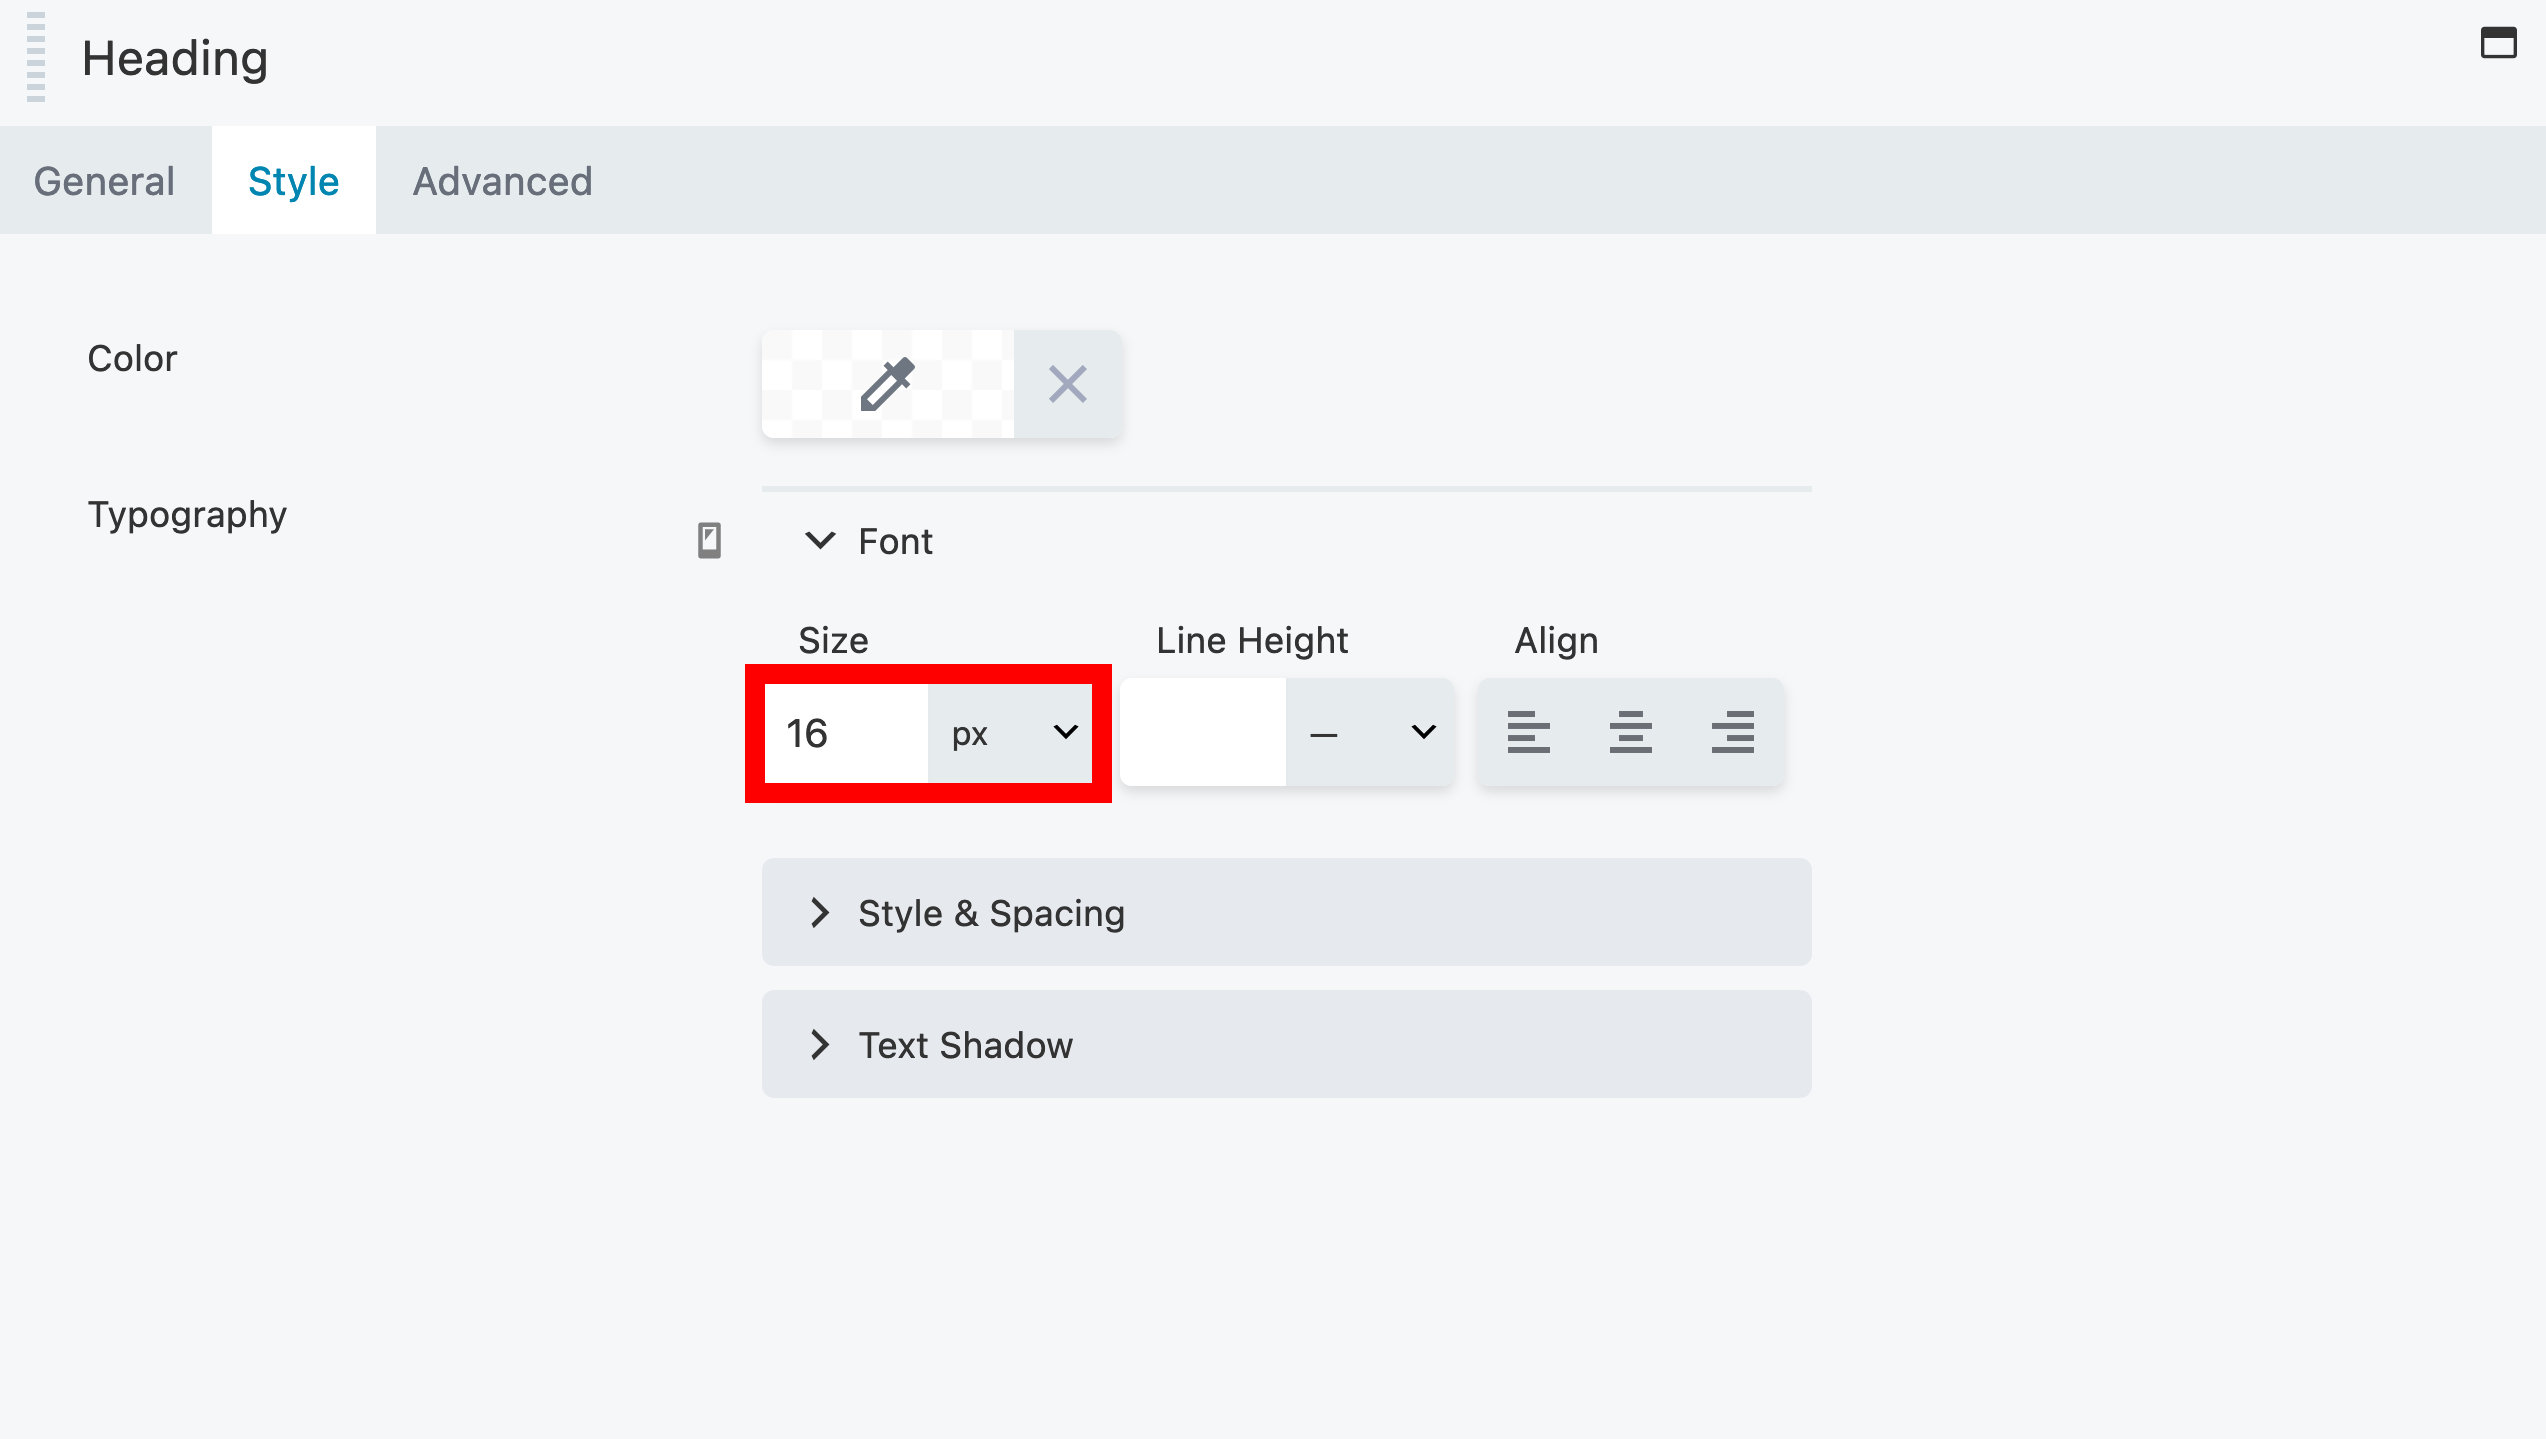 Heading
General Style Advanced
Color
Typography
Font
Size Line Height Align
16 px —
Style & Spacing
Text Shadow